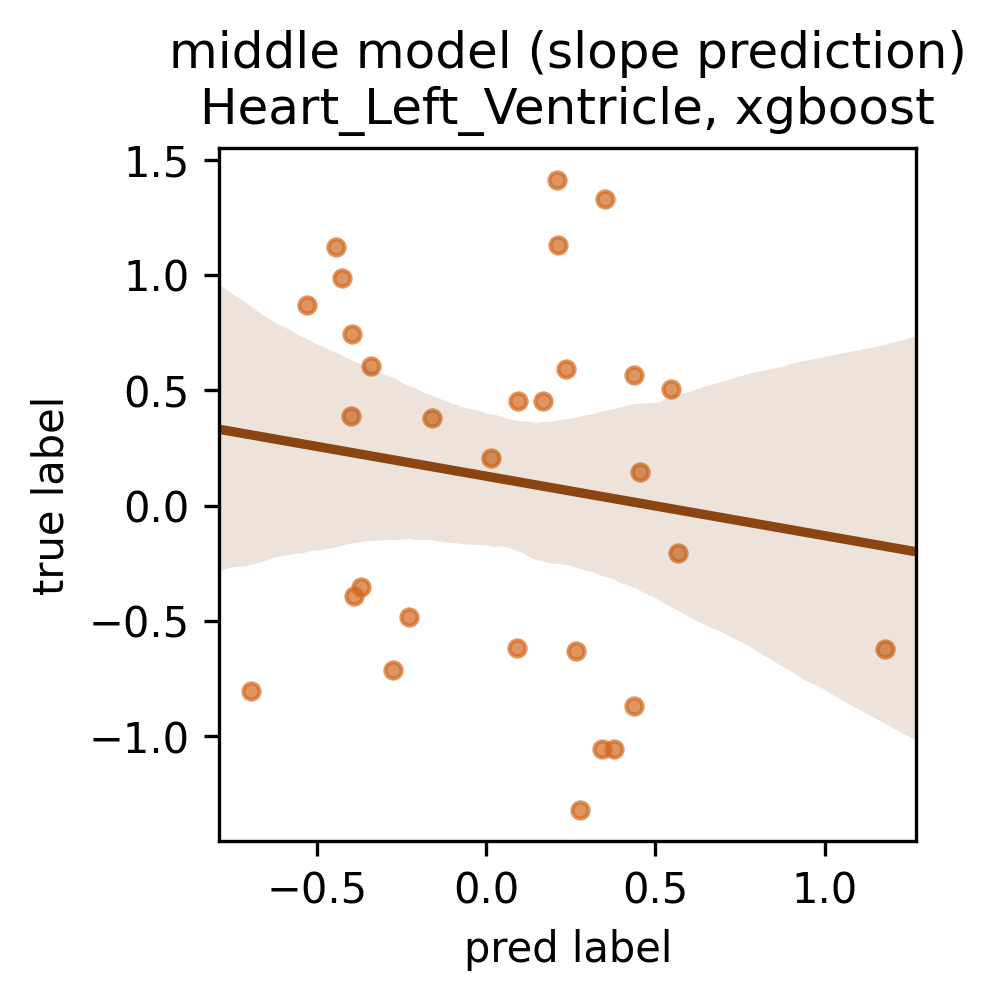 middle model (slope prediction)
Heart_Left_Ventricle, xgboost
1.5
1.0
0.5
0.0
−0.5
−1.0
true label
−0.5 0.0 0.5 1.0
pred label